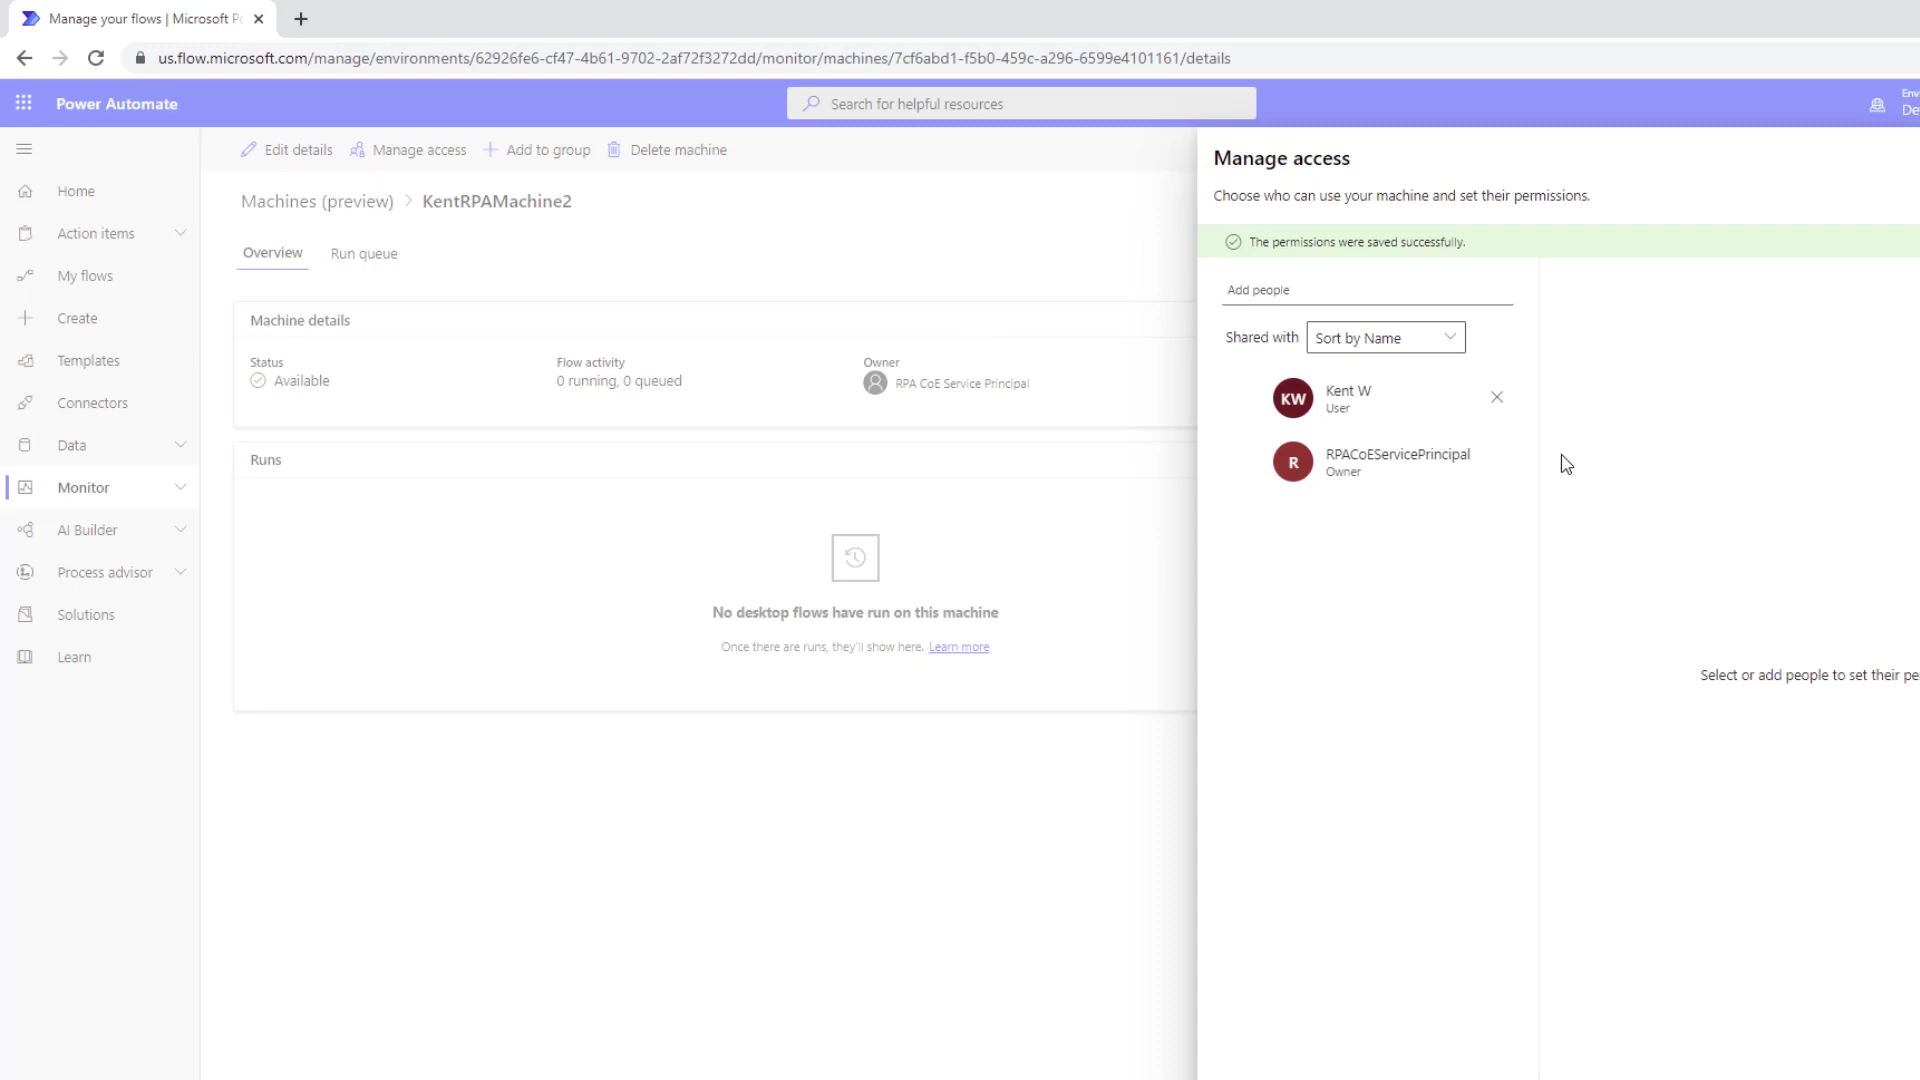 Manage your flows | Microsoft Po
us.flow.microsoft.com/manage/environments/62926fe6-cf47-4b61-9702-2af72f3272dd/monitor/machines/7cf6abd1-f5b0-459c-a296-6599e4101161/details
Power Automate
Search for helpful resources
Env
De
Edit details
Manage access
Add to group
Delete machine
Home
Action items
My flows
Create
Templates
Connectors
Data
Monitor
AI Builder
Process advisor
Solutions
Learn
Machines (preview) > KentRPAMachine2
Overview
Run queue
Machine details
Status
Available
Flow activity
0 running, 0 queued
Owner
RPA CoE Service Principal
Runs
No desktop flows have run on this machine
Once there are runs, they'll show here. Learn more
Manage access
Choose who can use your machine and set their permissions.
The permissions were saved successfully.
Add people
Shared with
Sort by Name
KW
Kent W
User
R
RPACoEServicePrincipal
Owner
Select or add people to set their pe